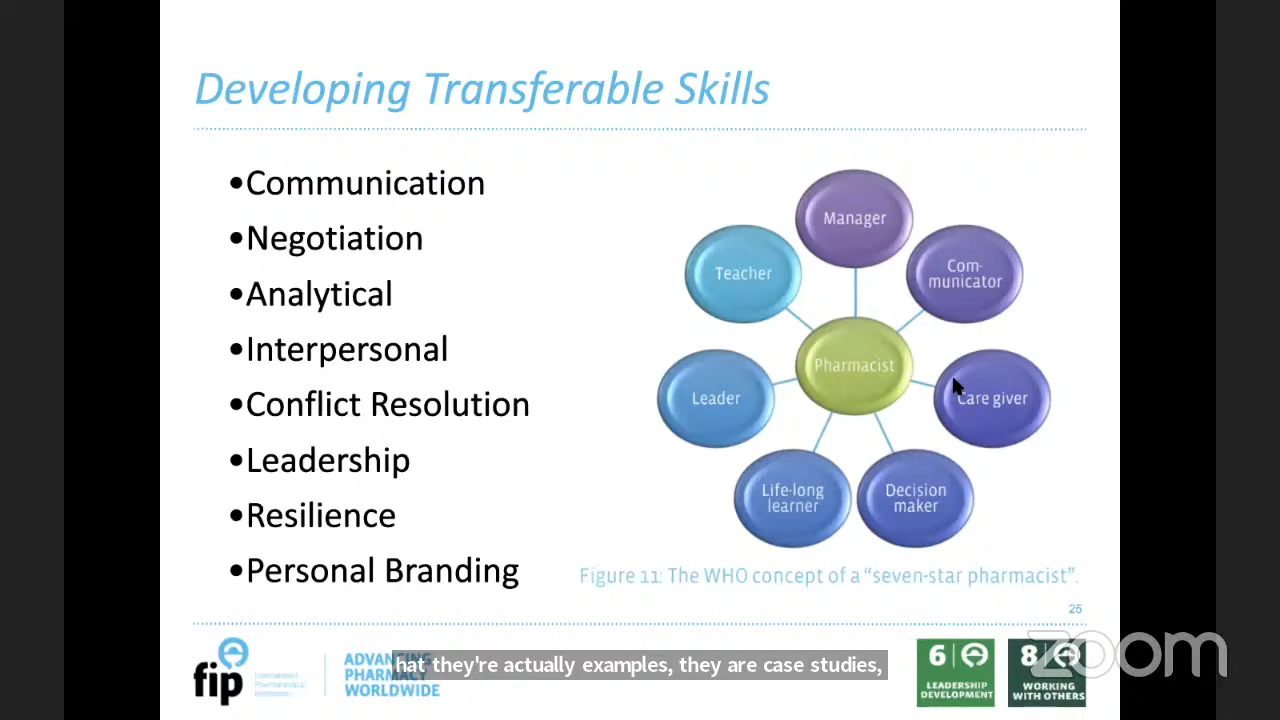 Developing Transferable Skills
•Communication
•Negotiation
•Analytical
•Interpersonal
•Conflict Resolution
•Leadership
•Resilience
•Personal Branding
Manager
Teacher
Com-
municator
Pharmacist
Leader
Care giver
Life-long
learner
Decision
maker
Figure 11: The WHO concept of a "seven-star pharmacist".
25
fip
International
Pharmaceutical
Federation
ADVANCING
PHARMACY
WORLDWIDE
hat they're actually examples, they are case studies,
6
LEADERSHIP
DEVELOPMENT
8
WORKING
WITH OTHERS
zoom